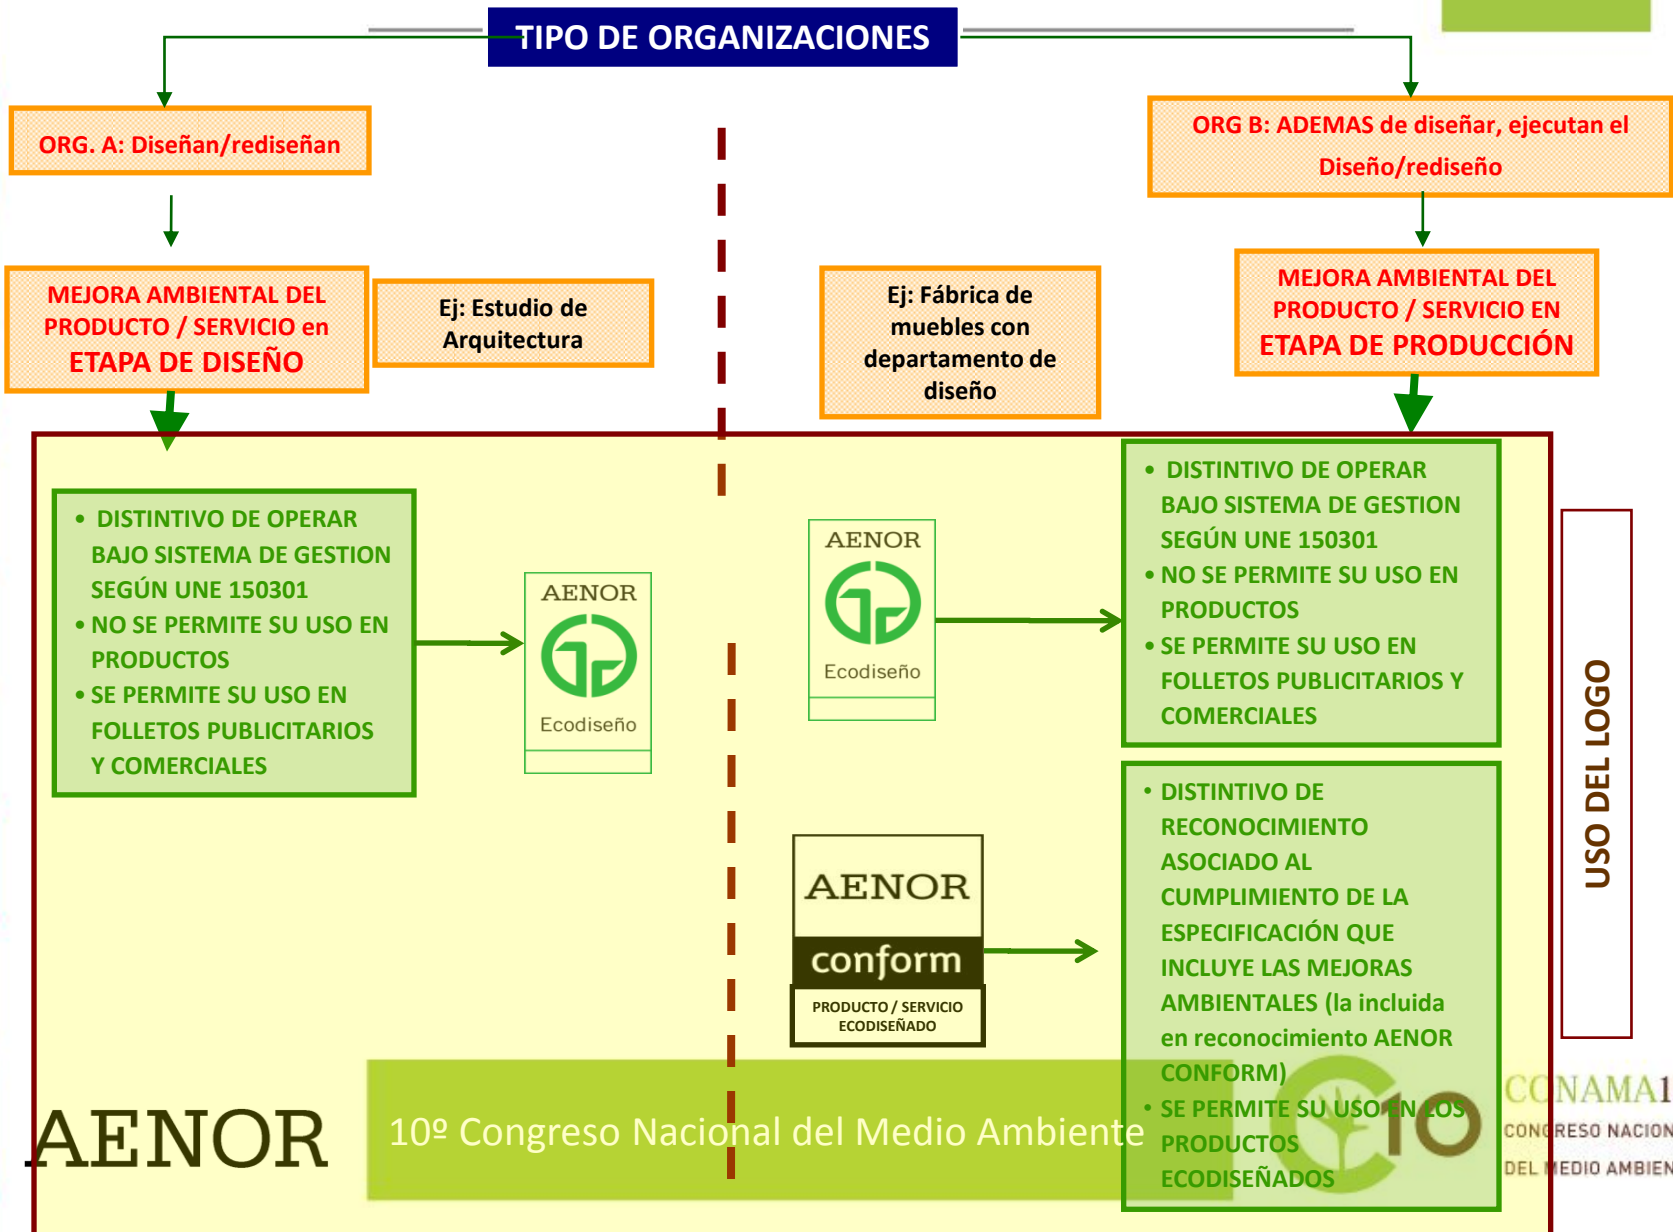 TIPO DE ORGANIZACIONES
ORG. A: Diseñan/rediseñan
ORG B: ADEMAS de diseñar, ejecutan el
Diseño/rediseño
MEJORA AMBIENTAL DEL
PRODUCTO / SERVICIO en
ETAPA DE DISEÑO
Ej: Estudio de
Arquitectura
Ej: Fábrica de
muebles con
departamento de
diseño
MEJORA AMBIENTAL DEL
PRODUCTO / SERVICIO EN
ETAPA DE PRODUCCIÓN
• DISTINTIVO DE OPERAR
BAJO SISTEMA DE GESTION
SEGÚN UNE 150301
• NO SE PERMITE SU USO EN
PRODUCTOS
• SE PERMITE SU USO EN
FOLLETOS PUBLICITARIOS
Y COMERCIALES
AENOR
Ecodiseño
AENOR
Ecodiseño
• DISTINTIVO DE OPERAR
BAJO SISTEMA DE GESTION
SEGÚN UNE 150301
• NO SE PERMITE SU USO EN
PRODUCTOS
• SE PERMITE SU USO EN
FOLLETOS PUBLICITARIOS Y
COMERCIALES
USO DEL LOGO
AENOR
conform
PRODUCTO / SERVICIO
ECODISEÑADO
• DISTINTIVO DE
RECONOCIMIENTO
ASOCIADO AL
CUMPLIMIENTO DE LA
ESPECIFICACIÓN QUE
INCLUYE LAS MEJORAS
AMBIENTALES (la incluida
en reconocimiento AENOR
CONFORM)
• SE PERMITE SU USO EN LOS
PRODUCTOS
ECODISEÑADOS
AENOR
10º Congreso Nacional del Medio Ambiente
10
CONAMA1
CONGRESO NACION
DEL MEDIO AMBIEN